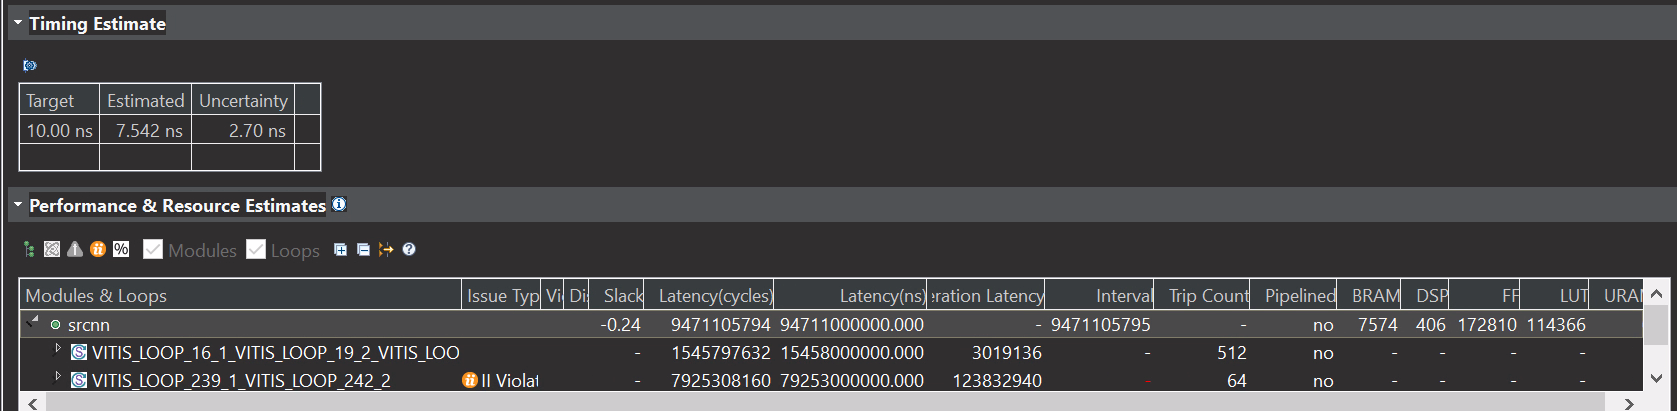 Timing Estimate
Target Estimated Uncertainty
10.00 ns 7.542 ns 2.70 ns
Performance & Resource Estimates
% Modules Loops
Modules & Loops Issue Typ Vi Di Slack Latency(cycles) Latency(ns) eration Latency Interval Trip Count Pipelined BRAM DSP FF LUT URA
srcnn -0.24 9471105794 94711000000.000 - 9471105795 - no 7574 406 172810 114366
VITIS_LOOP_16_1_VITIS_LOOP_19_2_VITIS_LOO - 1545797632 15458000000.000 3019136 - 512 no - - - -
VITIS_LOOP_239_1_VITIS_LOOP_242_2 II Violat - 7925308160 79253000000.000 123832940 - 64 no - - - -